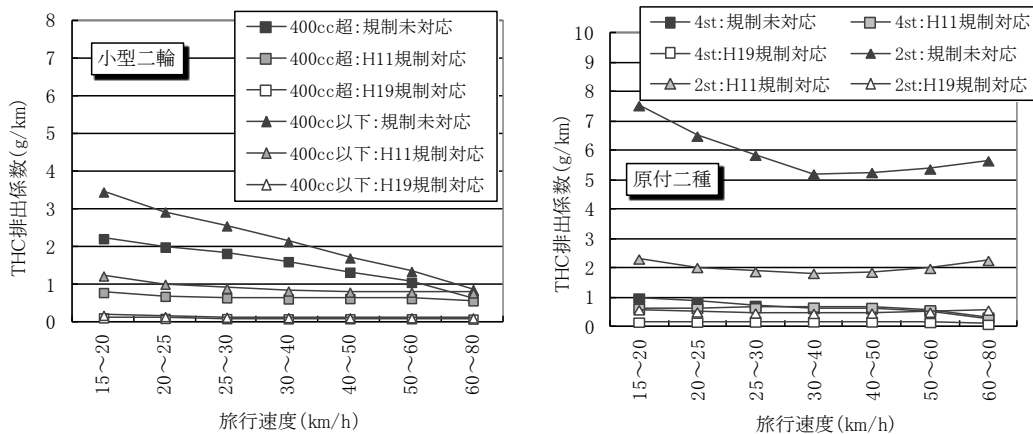 8
7
6
5
4
3
2
1
0
THC排出係数(g/km)
小型二輪
400cc超:規制未対応
400cc超:H11規制対応
400cc超:H19規制対応
400cc以下:規制未対応
400cc以下:H11規制対応
400cc以下:H19規制対応
15～20
20～25
25～30
30～40
40～50
50～60
60～80
旅行速度(km/h)
4st:規制未対応
4st:H11規制対応
4st:H19規制対応
2st:規制未対応
2st:H11規制対応
2st:H19規制対応
10
9
8
7
6
5
4
3
2
1
0
THC排出係数(g/km)
原付二種
15～20
20～25
25～30
30～40
40～50
50～60
60～80
旅行速度(km/h)